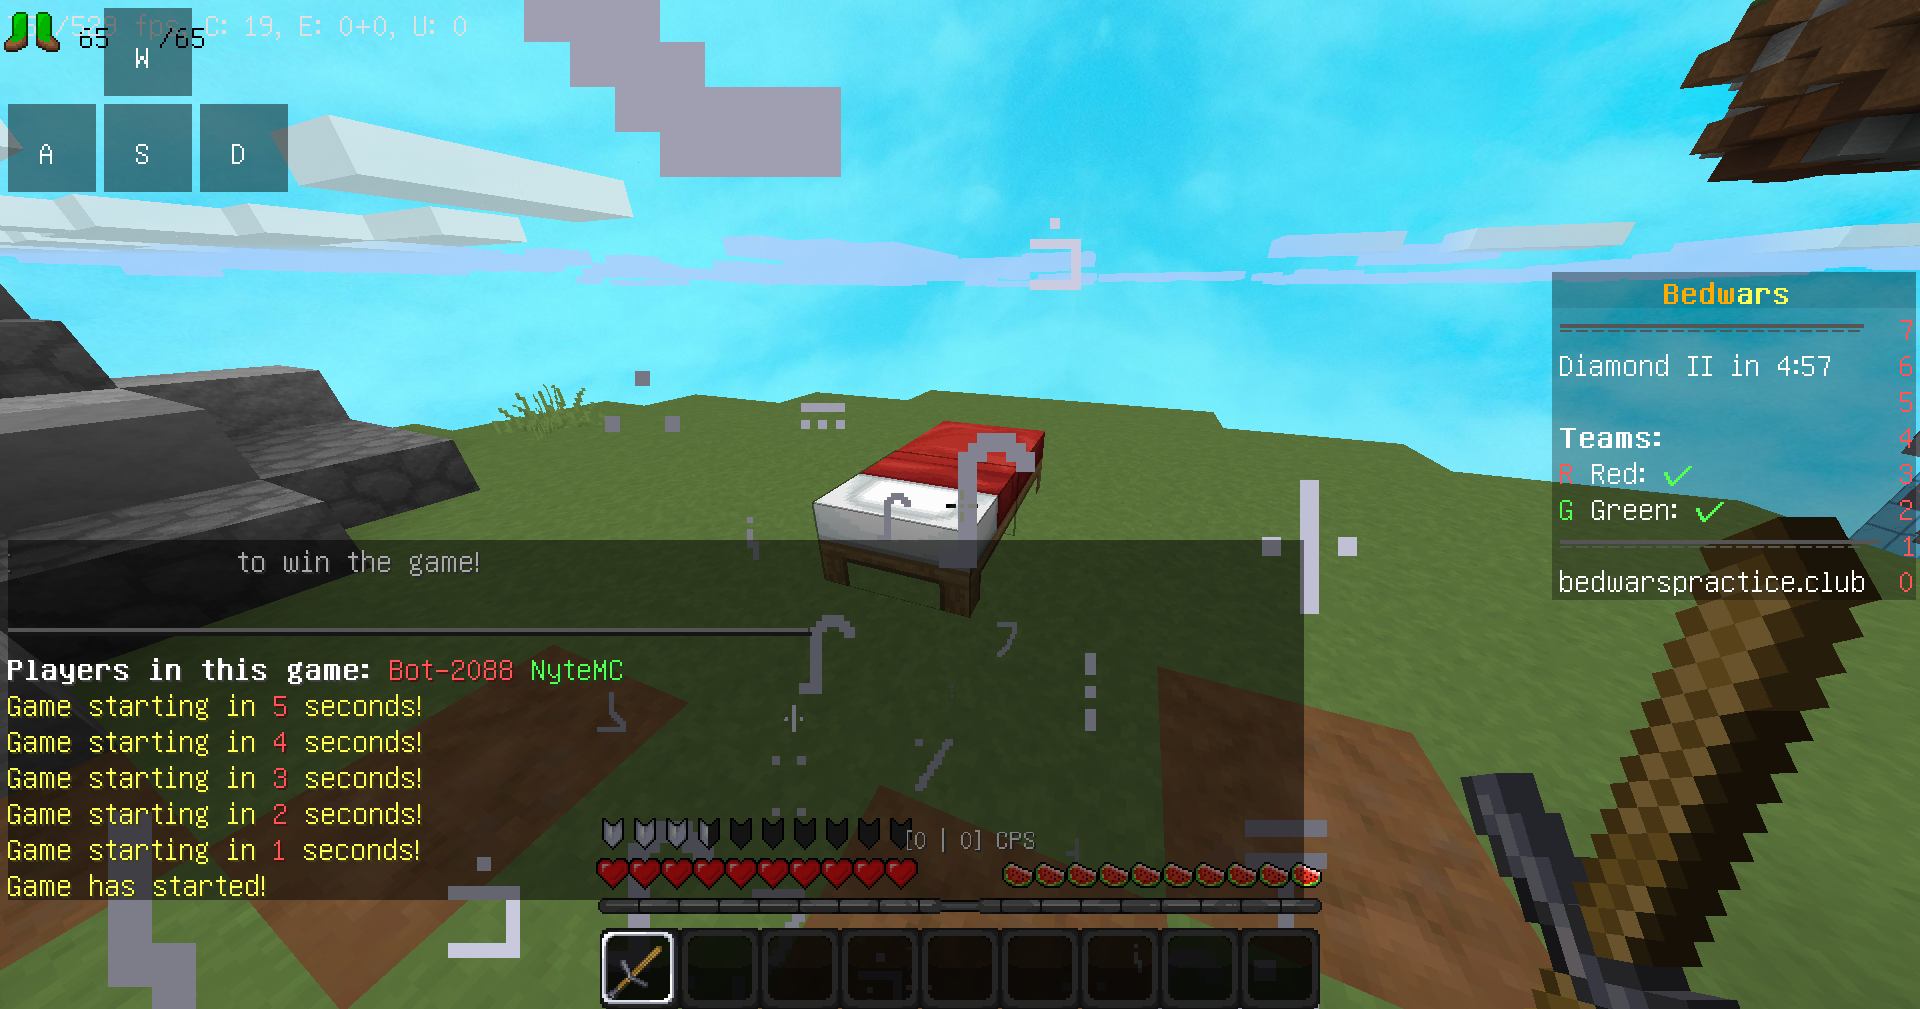 /529 fps, C: 19, E: 0+0, U: 0
65 /65
W
A S D
Bedwars
7
Diamond II in 4:57 6
5
Teams: 4
R Red: ✓ 3
G Green: ✓ 2
1
bedwarspractice.club 0
to win the game!
Players in this game: Bot-2088 NyteMC
Game starting in 5 seconds!
Game starting in 4 seconds!
Game starting in 3 seconds!
Game starting in 2 seconds!
Game starting in 1 seconds!
Game has started!
[0 | 0] CPS